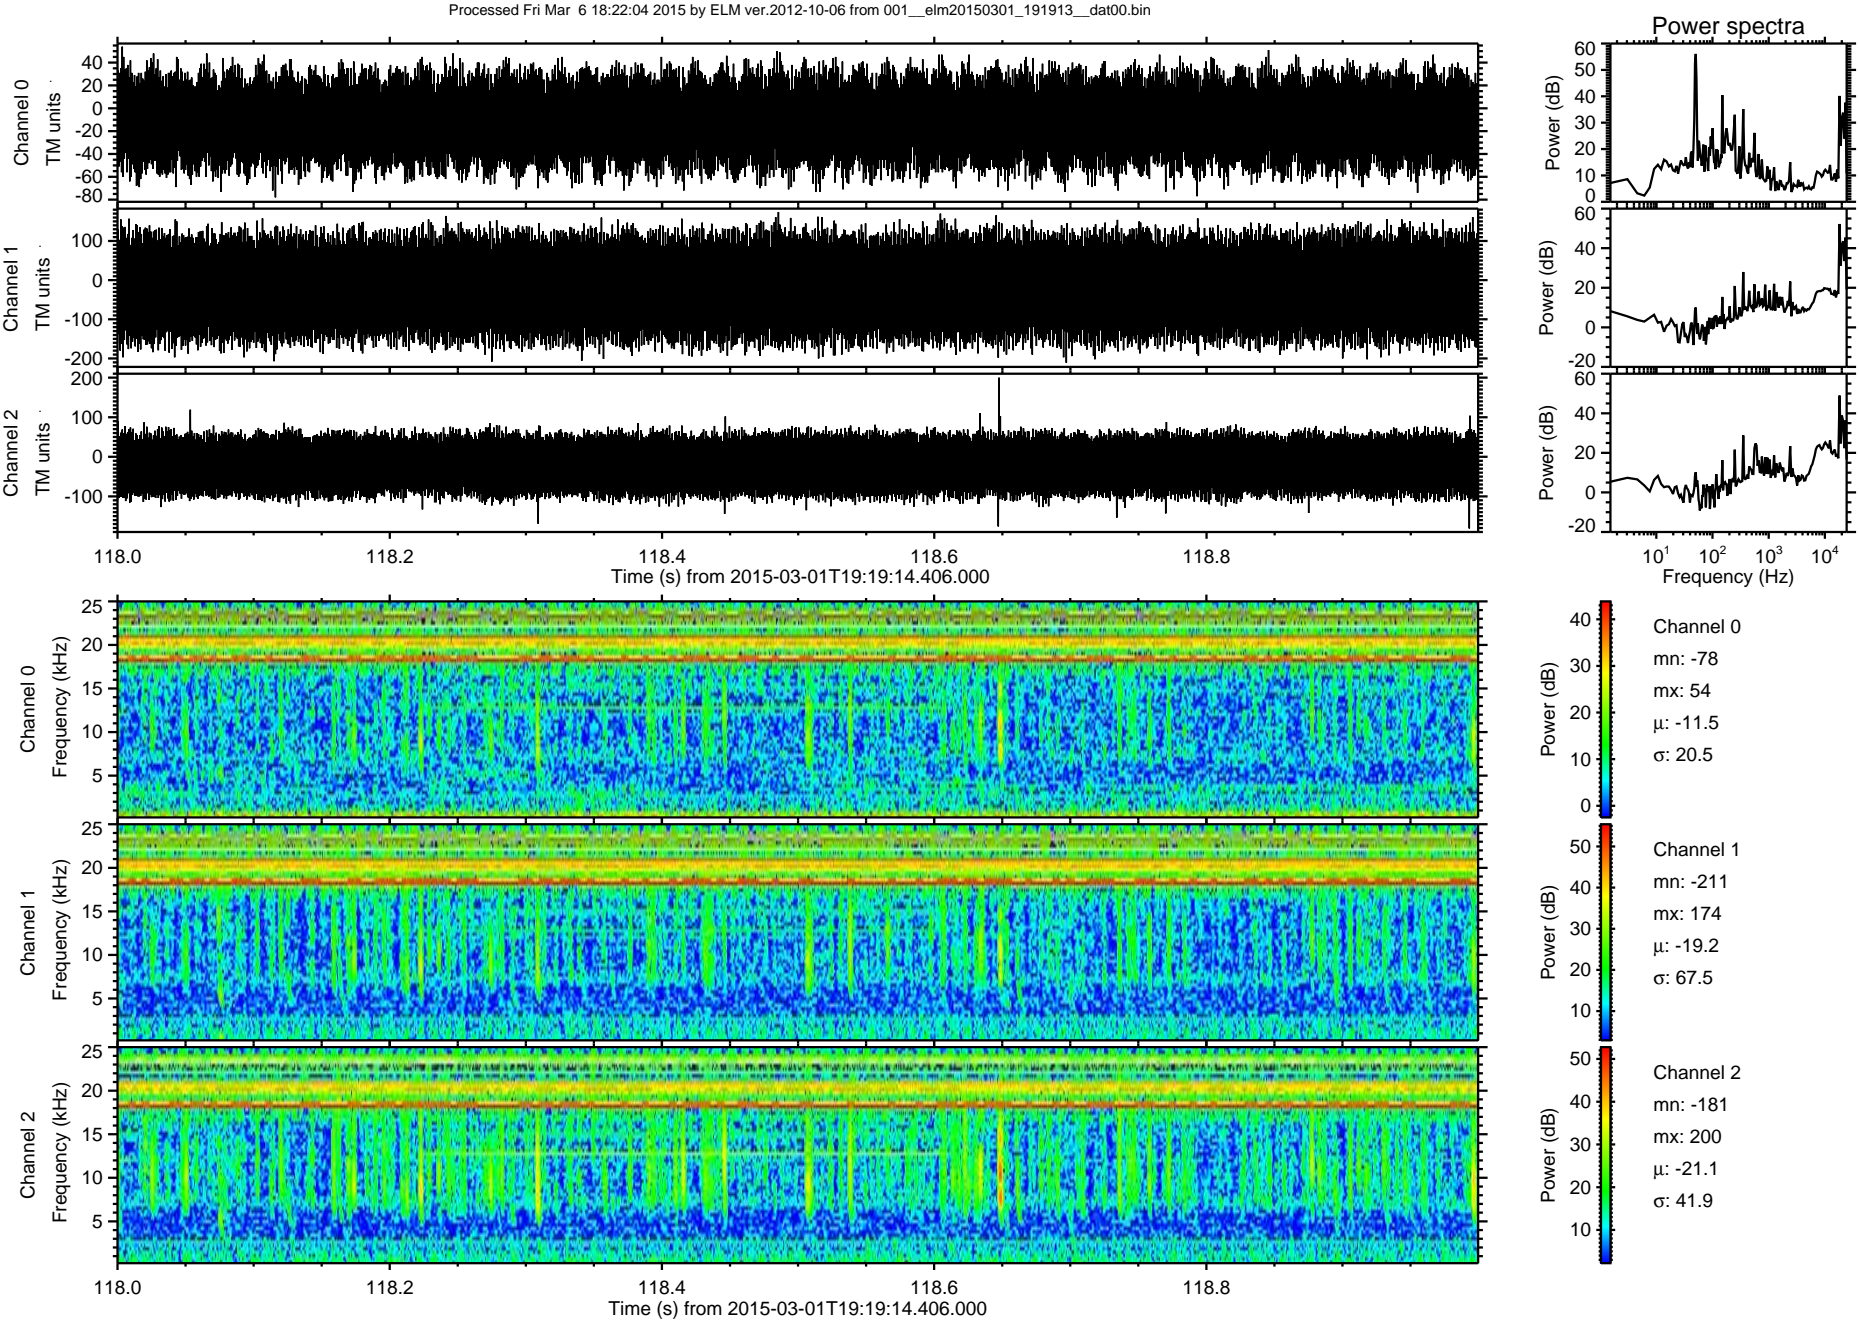 Processed Fri Mar  6 18:22:04 2015 by ELM ver.2012-10-06 from 001__elm20150301_191913__dat00.bin
Power spectra
Channel 0
TM units
40
20
0
-20
-40
-60
-80
Power (dB)
60
50
40
30
20
10
0
Channel 1
TM units
100
0
-100
-200
Power (dB)
60
40
20
0
-20
Channel 2
TM units
200
100
0
-100
Power (dB)
60
40
20
0
-20
118.0
118.2
118.4
118.6
118.8
Time (s) from 2015-03-01T19:19:14.406.000
10¹
10²
10³
10⁴
Frequency (Hz)
Channel 0
Frequency (kHz)
25
20
15
10
5
Power (dB)
40
30
20
10
0
Channel 0
mn: -78
mx: 54
μ: -11.5
σ: 20.5
Channel 1
Frequency (kHz)
25
20
15
10
5
Power (dB)
50
40
30
20
10
Channel 1
mn: -211
mx: 174
μ: -19.2
σ: 67.5
Channel 2
Frequency (kHz)
25
20
15
10
5
Power (dB)
50
40
30
20
10
Channel 2
mn: -181
mx: 200
μ: -21.1
σ: 41.9
118.0
118.2
118.4
118.6
118.8
Time (s) from 2015-03-01T19:19:14.406.000